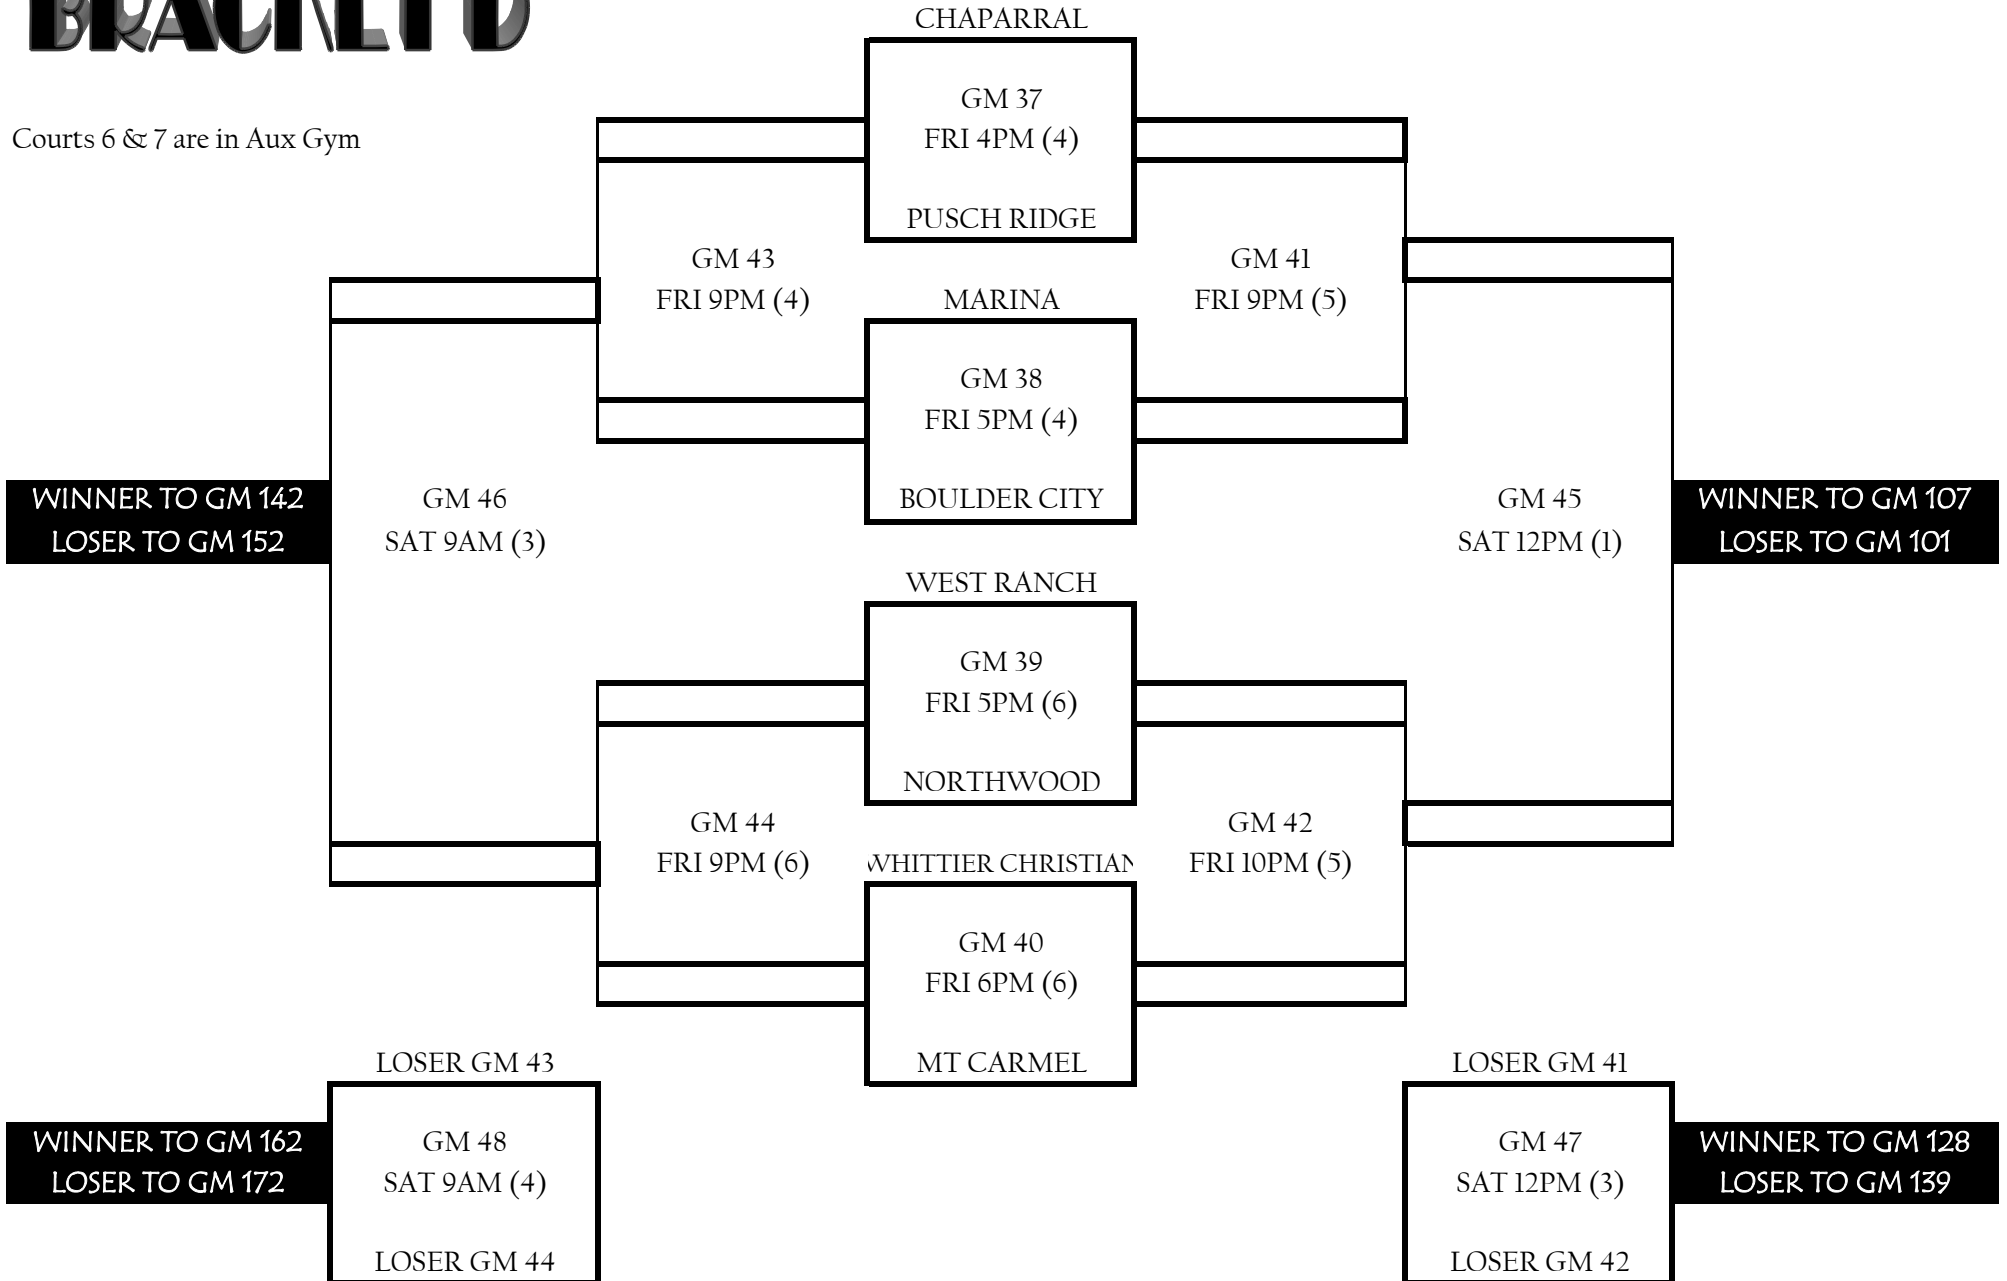 BRACKET D
CHAPARRAL
GM 37
FRI 4PM (4)
PUSCH RIDGE
Courts 6 & 7 are in Aux Gym
GM 43
FRI 9PM (4)
GM 41
FRI 9PM (5)
MARINA
GM 38
FRI 5PM (4)
BOULDER CITY
WINNER TO GM 142
LOSER TO GM 152
GM 46
SAT 9AM (3)
GM 45
SAT 12PM (1)
WINNER TO GM 107
LOSER TO GM 101
WEST RANCH
GM 39
FRI 5PM (6)
NORTHWOOD
GM 44
FRI 9PM (6)
GM 42
FRI 10PM (5)
WHITTIER CHRISTIAN
GM 40
FRI 6PM (6)
MT CARMEL
LOSER GM 43
WINNER TO GM 162
LOSER TO GM 172
GM 48
SAT 9AM (4)
LOSER GM 44
LOSER GM 41
GM 47
SAT 12PM (3)
LOSER GM 42
WINNER TO GM 128
LOSER TO GM 139